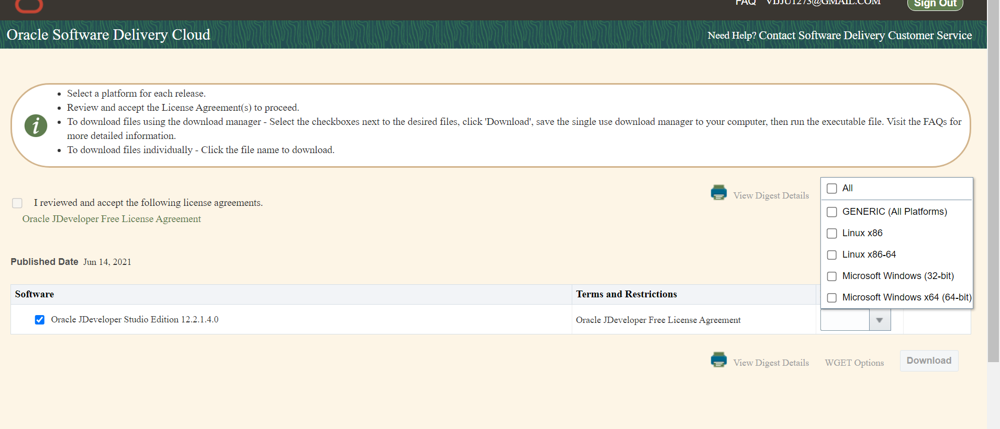 FAQ VIJJU1273@GMAIL.COM Sign Out
Oracle Software Delivery Cloud
Need Help? Contact Software Delivery Customer Service
Select a platform for each release.
Review and accept the License Agreement(s) to proceed.
To download files using the download manager - Select the checkboxes next to the desired files, click 'Download', save the single use download manager to your computer, then run the executable file. Visit the FAQs for
more detailed information.
To download files individually - Click the file name to download.
I reviewed and accept the following license agreements.
Oracle JDeveloper Free License Agreement
View Digest Details
All
GENERIC (All Platforms)
Linux x86
Linux x86-64
Microsoft Windows (32-bit)
Microsoft Windows x64 (64-bit)
Published Date Jun 14, 2021
Software Terms and Restrictions
Oracle JDeveloper Studio Edition 12.2.1.4.0 Oracle JDeveloper Free License Agreement
View Digest Details WGET Options Download